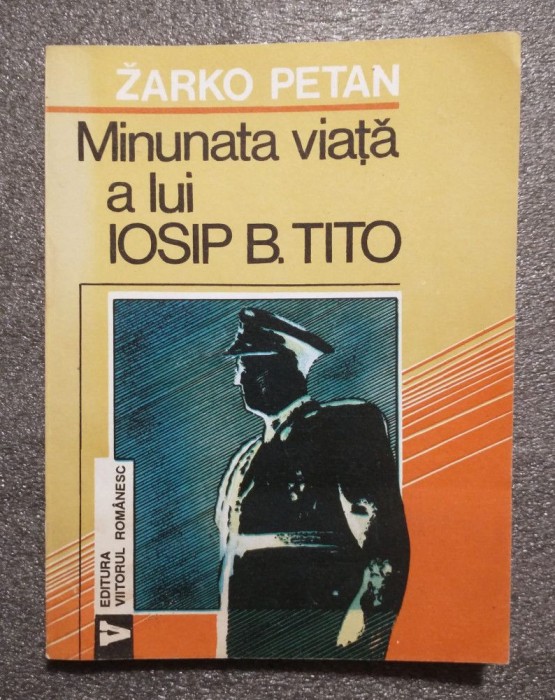 ŽARKO PETAN
Minunata viață
a lui
IOSIP B. TITO
EDITURA
VIITORUL ROMÂNESC
V